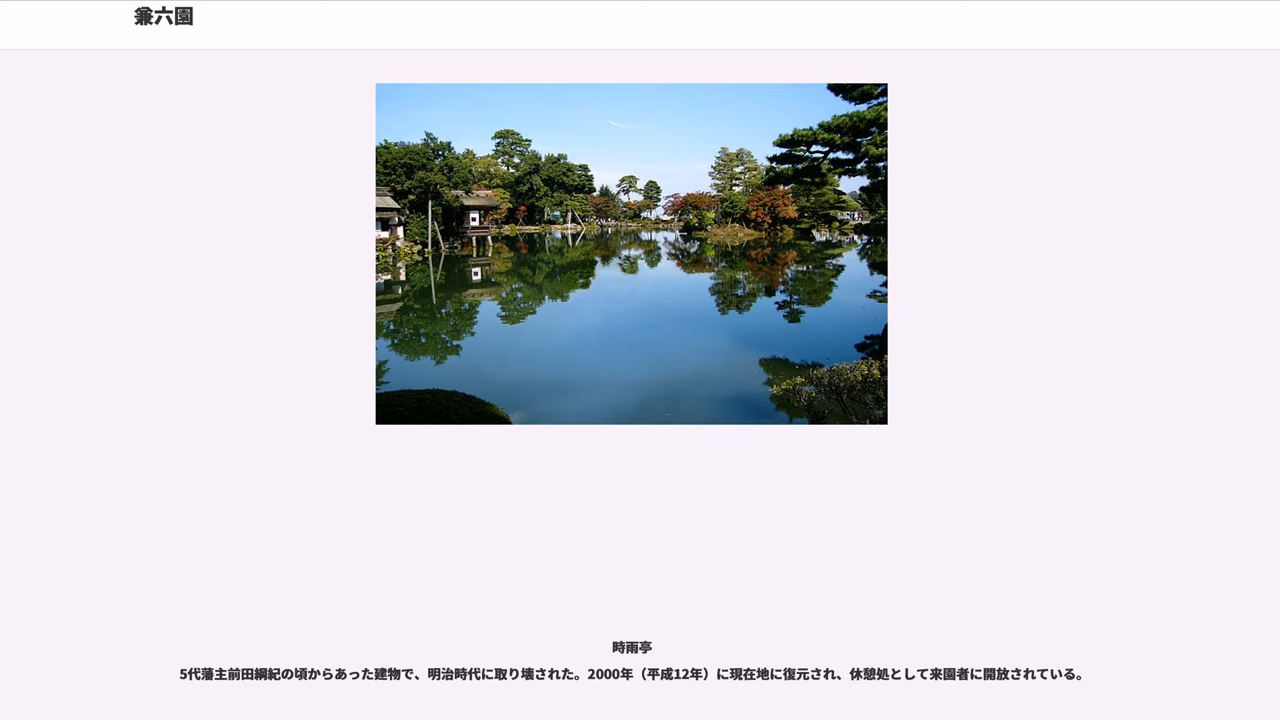 兼六園
時雨亭
5代藩主前田綱紀の頃からあった建物で、明治時代に取り壊された。2000年（平成12年）に現在地に復元され、休憩処として来園者に開放されている。